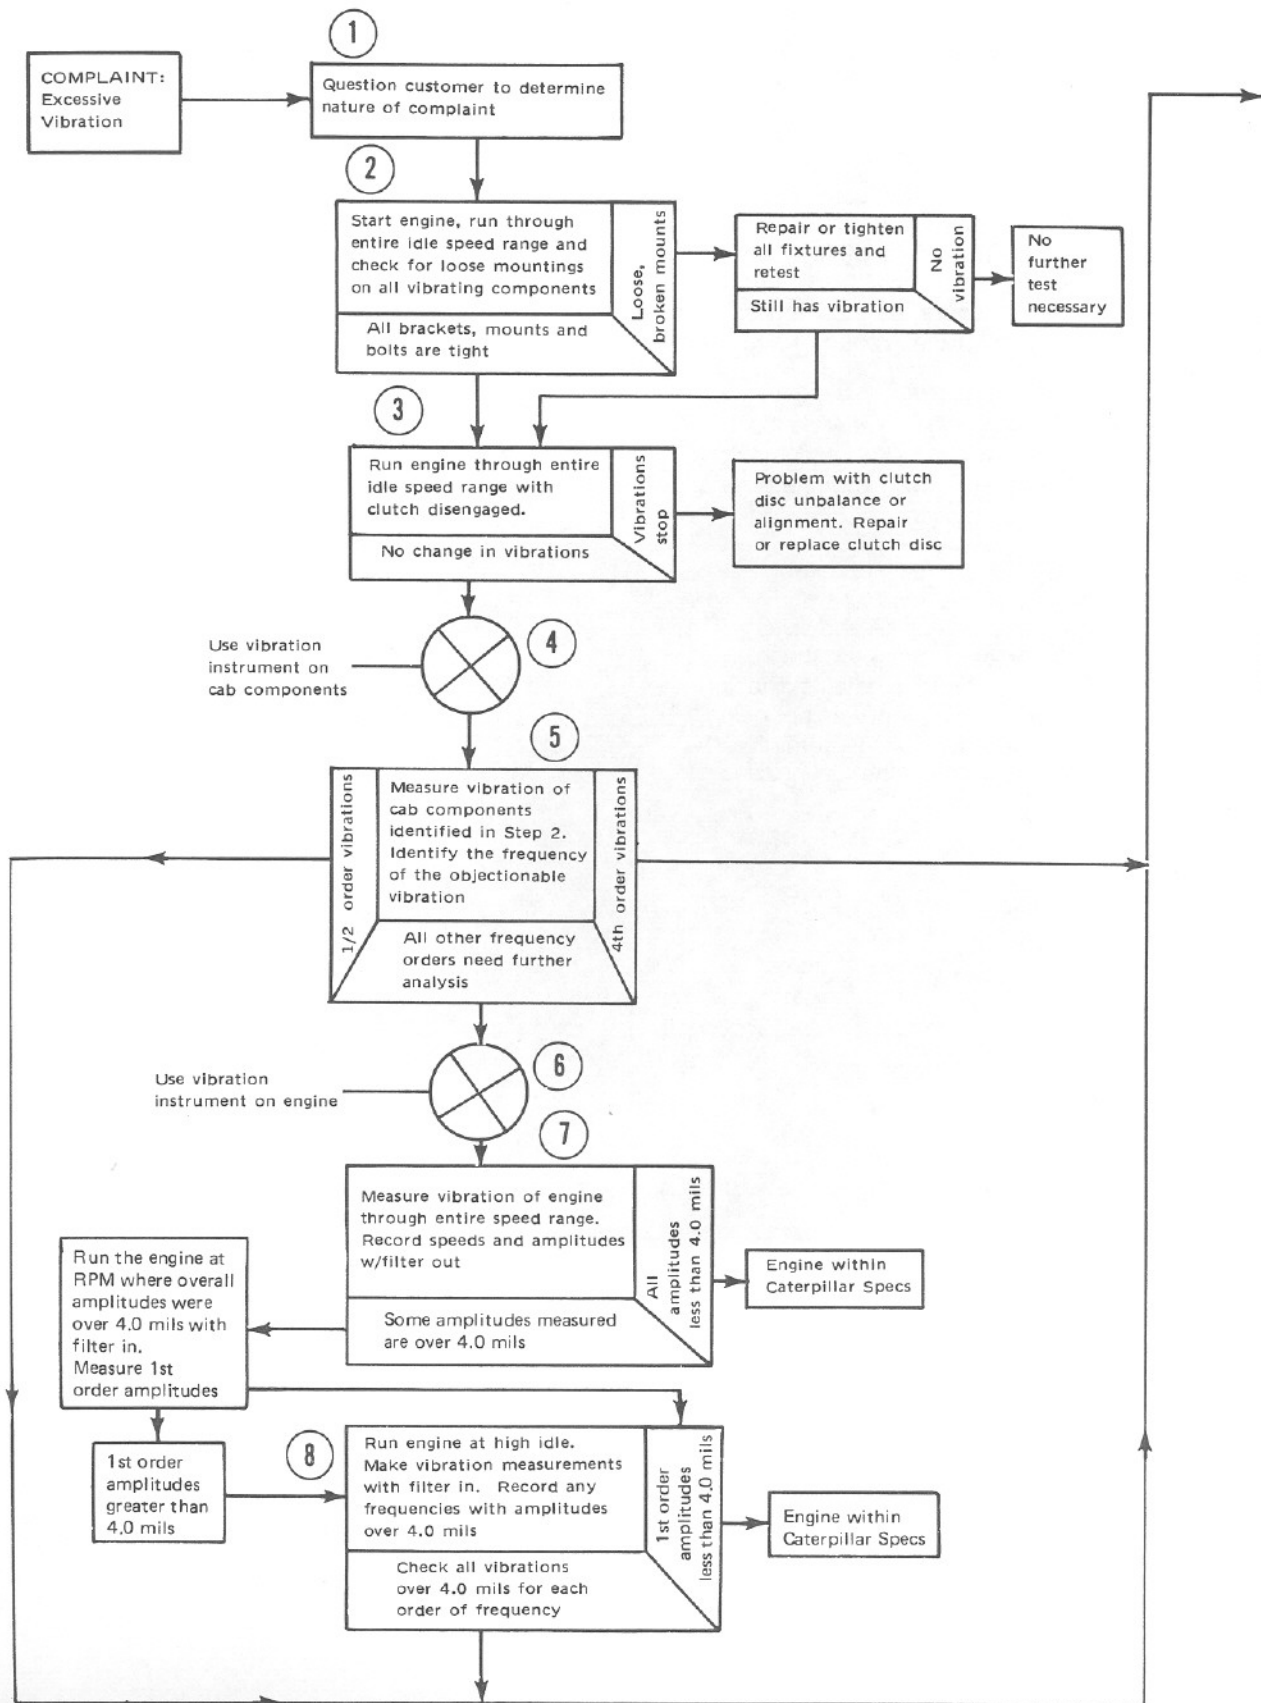 1
COMPLAINT:
Excessive
Vibration
Question customer to determine
nature of complaint
2
Start engine, run through
entire idle speed range and
check for loose mountings
on all vibrating components
All brackets, mounts and
bolts are tight
Loose,
broken mounts
Repair or tighten
all fixtures and
retest
Still has vibration
No
vibration
No
further
test
necessary
3
Run engine through entire
idle speed range with
clutch disengaged.
No change in vibrations
Vibrations
stop
Problem with clutch
disc unbalance or
alignment. Repair
or replace clutch disc
4
Use vibration
instrument on
cab components
5
1/2 order vibrations
Measure vibration of
cab components
identified in Step 2.
Identify the frequency
of the objectionable
vibration
All other frequency
orders need further
analysis
4th order vibrations
6
Use vibration
instrument on engine
7
Measure vibration of engine
through entire speed range.
Record speeds and amplitudes
w/filter out
Some amplitudes measured
are over 4.0 mils
All
amplitudes
less than 4.0 mils
Engine within
Caterpillar Specs
Run the engine at
RPM where overall
amplitudes were
over 4.0 mils with
filter in.
Measure 1st
order amplitudes
1st order
amplitudes
greater than
4.0 mils
8
Run engine at high idle.
Make vibration measurements
with filter in. Record any
frequencies with amplitudes
over 4.0 mils
Check all vibrations
over 4.0 mils for each
order of frequency
1st order
amplitudes
less than 4.0 mils
Engine within
Caterpillar Specs